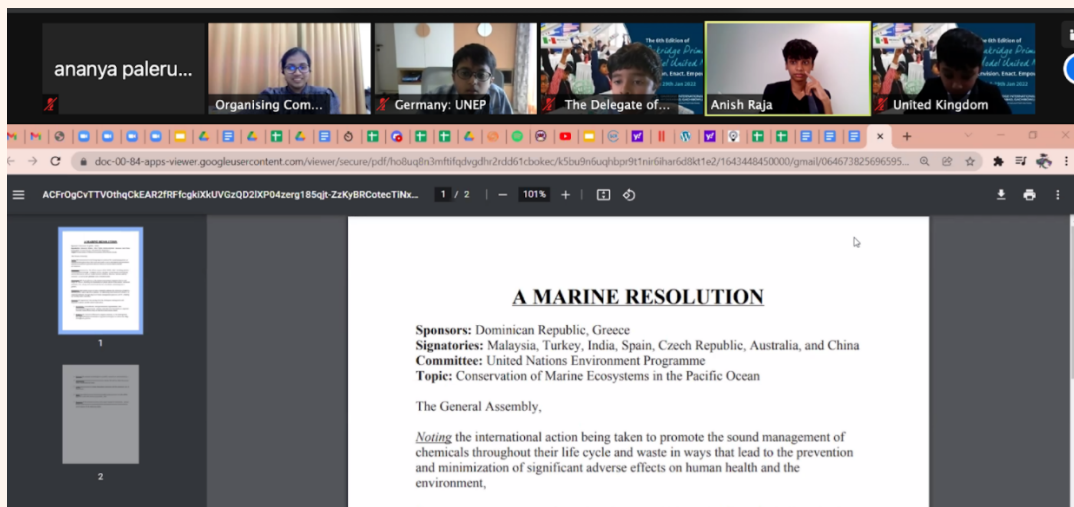 ananya paleru...
Organising Com...
Germany: UNEP
The Delegate of...
Anish Raja
United Kingdom
The 6th Edition of
doc-00-84-apps-viewer.googleusercontent.com/viewer/secure/pdf/
1 / 2
101%
A MARINE RESOLUTION
Sponsors: Dominican Republic, Greece
Signatories: Malaysia, Turkey, India, Spain, Czech Republic, Australia, and China
Committee: United Nations Environment Programme
Topic: Conservation of Marine Ecosystems in the Pacific Ocean
The General Assembly,
Noting the international action being taken to promote the sound management of
chemicals throughout their life cycle and waste in ways that lead to the prevention
and minimization of significant adverse effects on human health and the
environment,
1
2